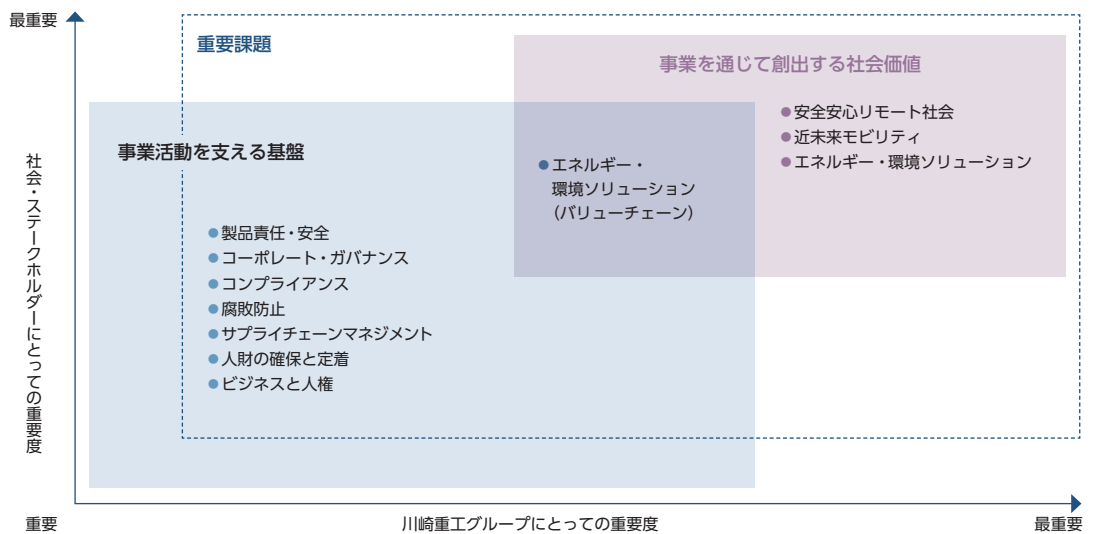 最重要
重要課題
事業を通じて創出する社会価値
●安全安心リモート社会
●近未来モビリティ
●エネルギー・環境ソリューション
事業活動を支える基盤
●エネルギー・
環境ソリューション
（バリューチェーン）
●製品責任・安全
●コーポレート・ガバナンス
●コンプライアンス
●腐敗防止
●サプライチェーンマネジメント
●人財の確保と定着
●ビジネスと人権
社会・ステークホルダーにとっての重要度
重要
川崎重工グループにとっての重要度
最重要